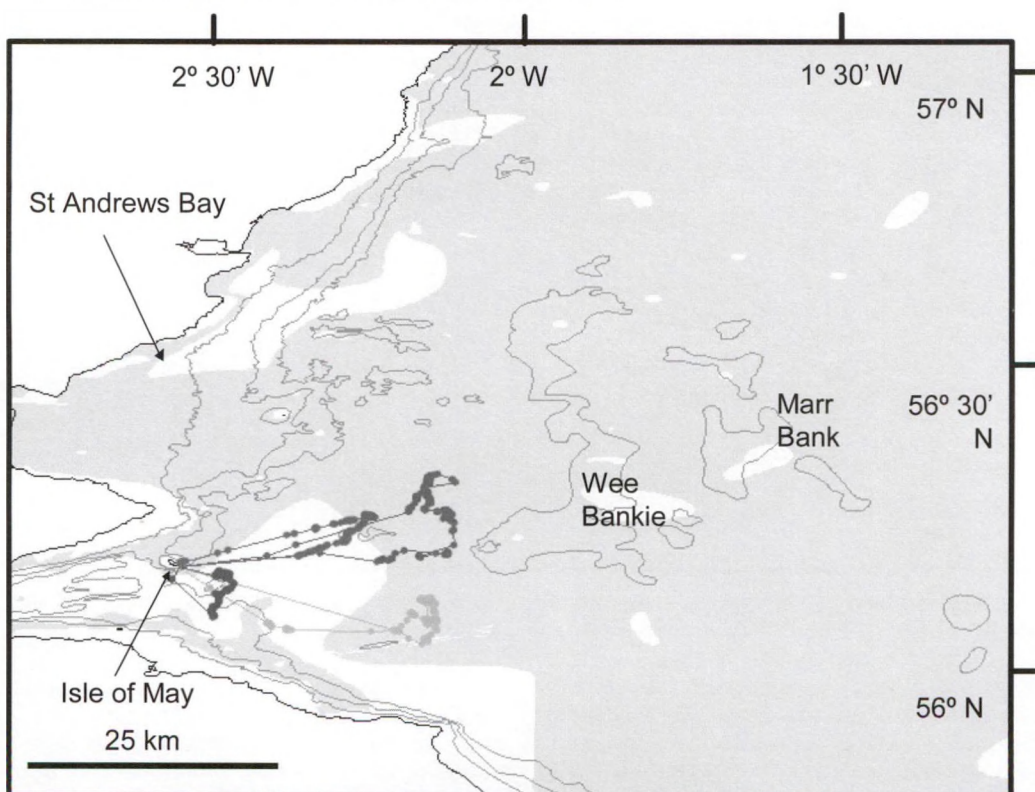 2º 30’ W
2º W
1º 30’ W
57º N
St Andrews Bay
Marr
Bank
56º 30’
N
Wee
Bankie
Isle of May
56º N
25 km